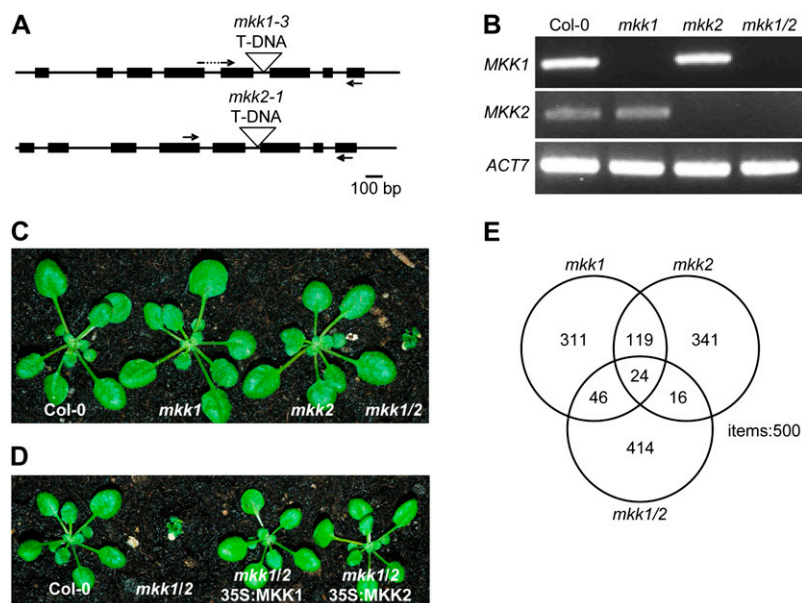 A
mkk1-3
T-DNA
mkk2-1
T-DNA
100 bp
B
Col-0 mkk1 mkk2 mkk1/2
MKK1
MKK2
ACT7
C
Col-0 mkk1 mkk2 mkk1/2
D
Col-0 mkk1/2 mkk1/2 mkk1/2
35S:MKK1 35S:MKK2
E
mkk1 mkk2
311 119 341
24
46 16
414 items:500
mkk1/2